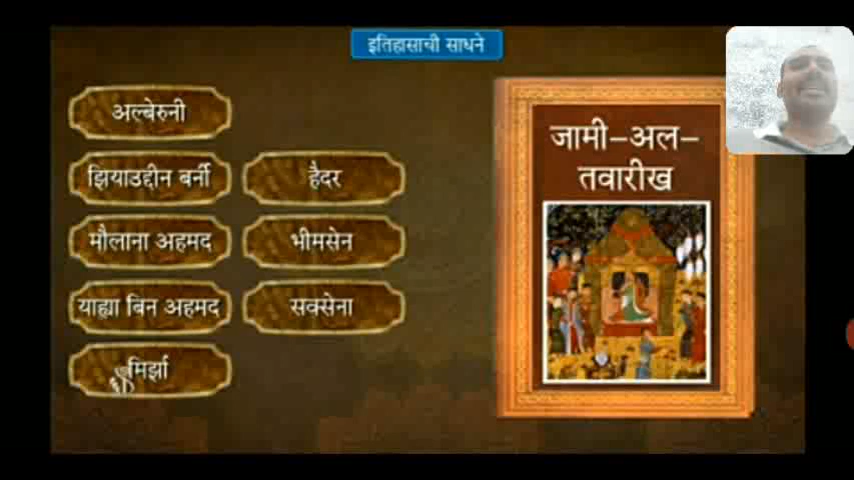 इतिहासाची साधने
अल्बेरुनी
झियाउद्दीन बर्नी
हैदर
मौलाना अहमद
भीमसेन
याह्या बिन अहमद
सक्सेना
मिर्झा
जामी-अल-
तवारीख